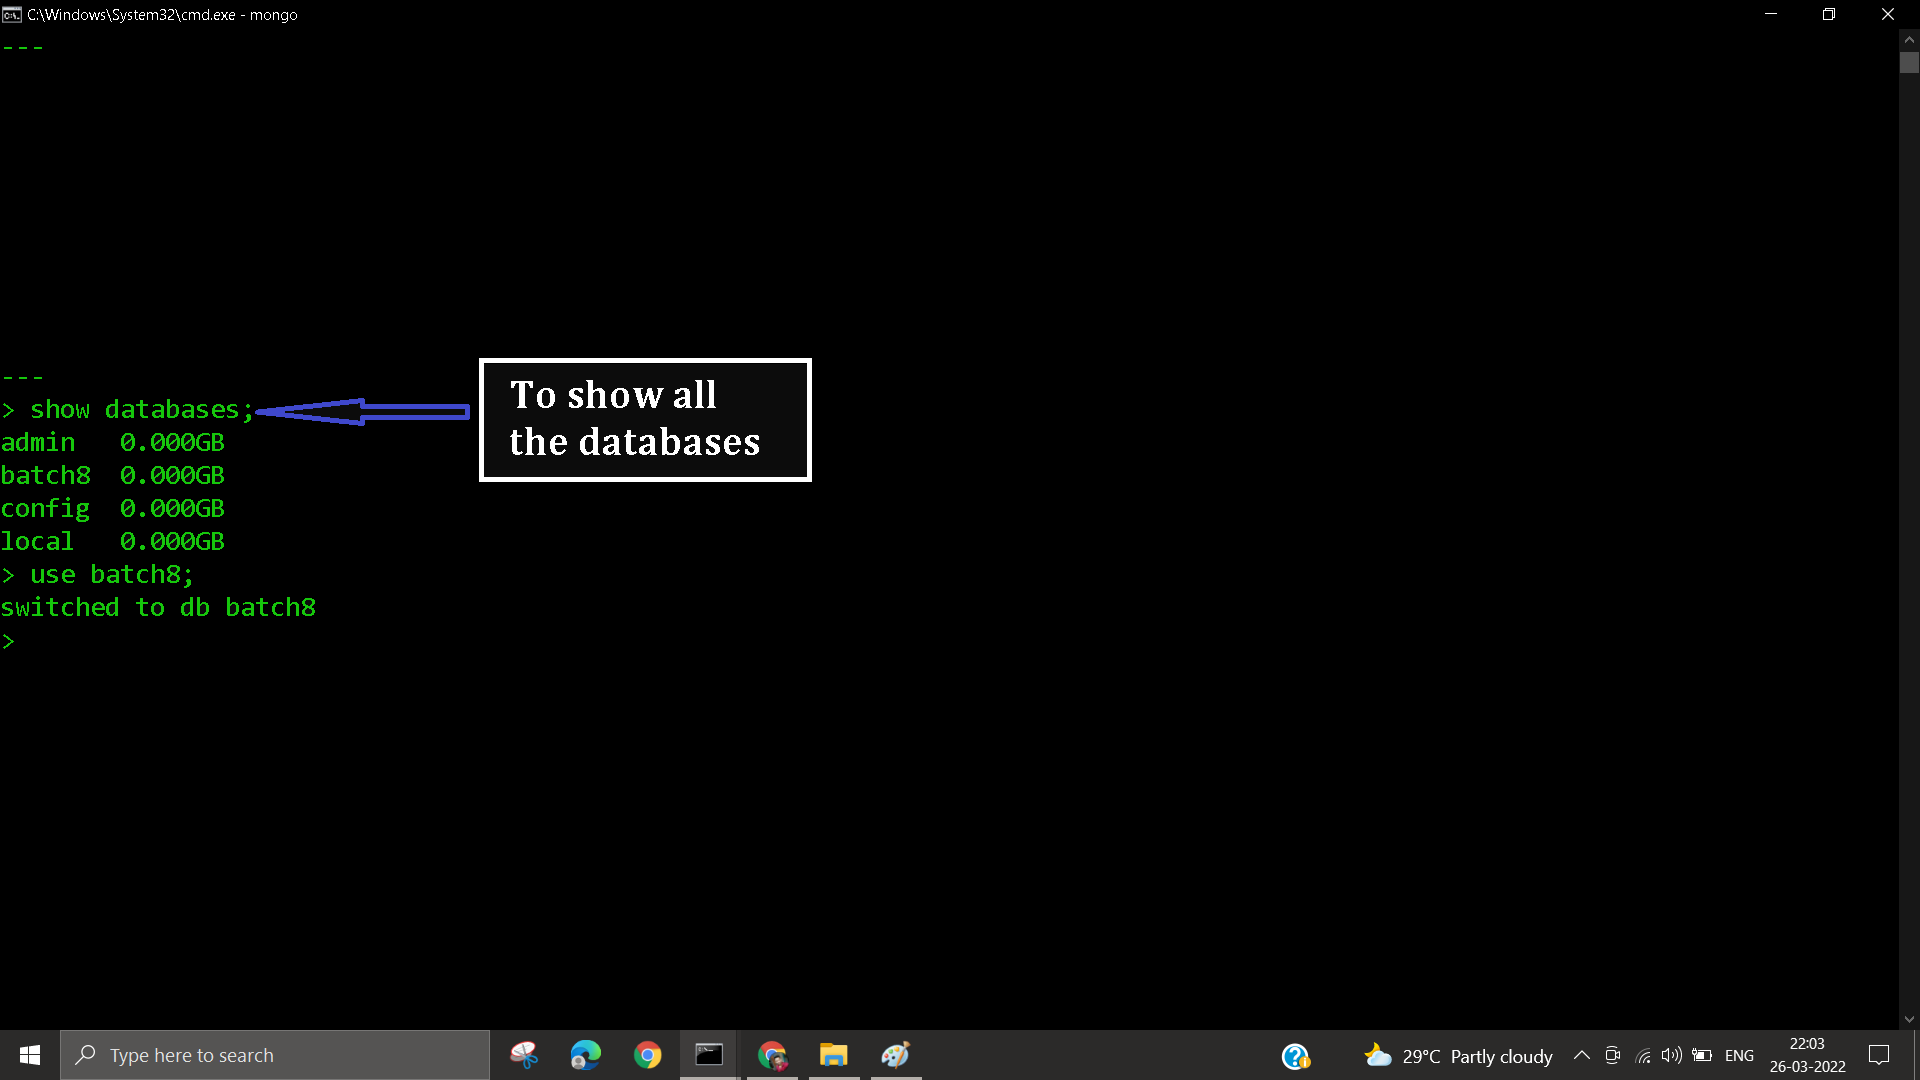 C:\Windows\System32\cmd.exe - mongo
---
---
> show databases;
To show all
the databases
admin   0.000GB
batch8  0.000GB
config  0.000GB
local   0.000GB
> use batch8;
switched to db batch8
>
Type here to search
29°C Partly cloudy
ENG
22:03
26-03-2022